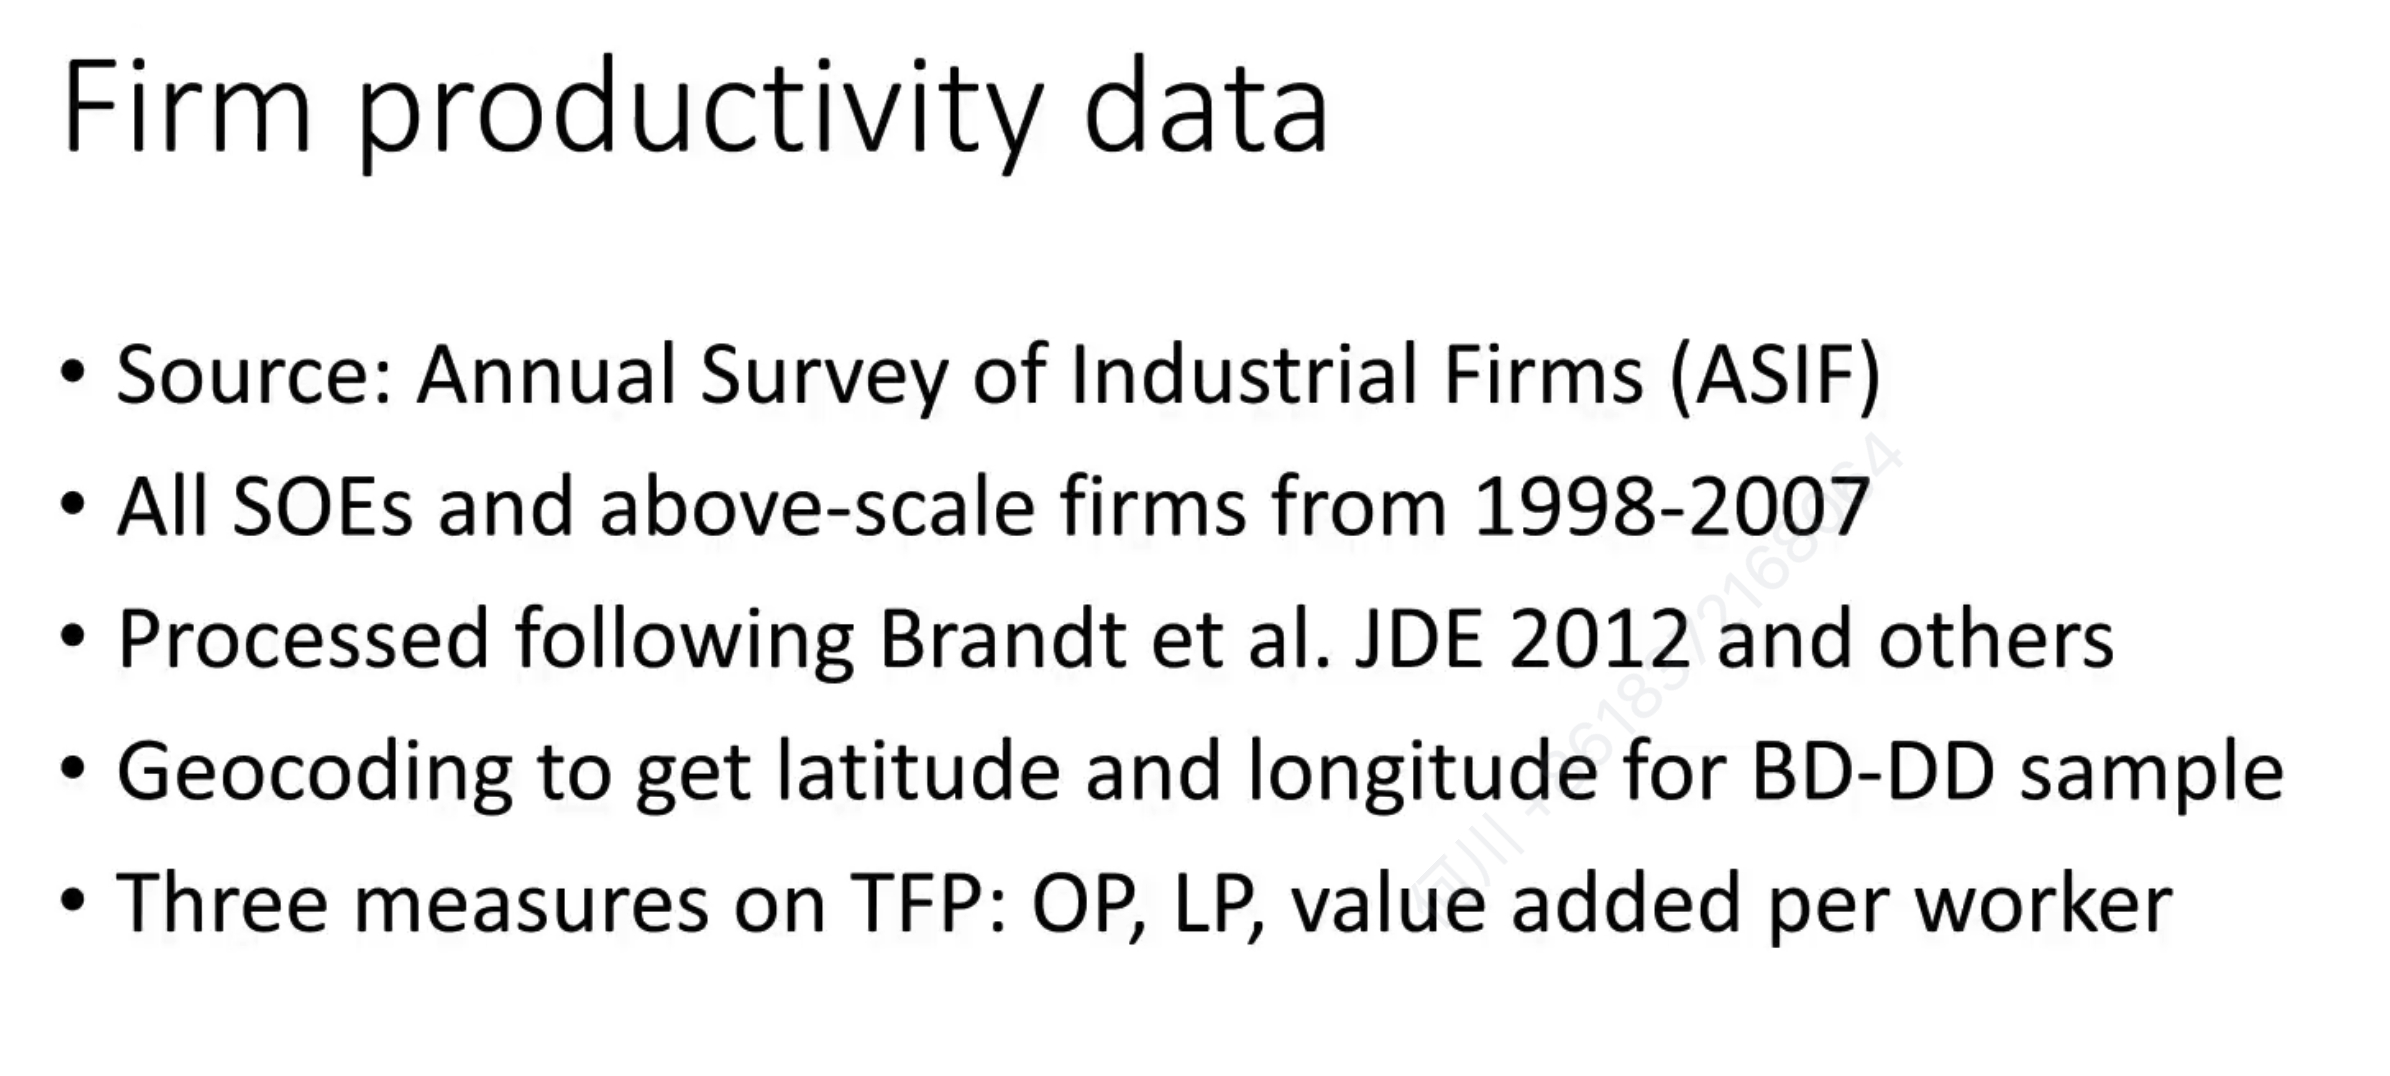 Firm productivity data
• Source: Annual Survey of Industrial Firms (ASIF)
• All SOEs and above-scale firms from 1998-2007
• Processed following Brandt et al. JDE 2012 and others
• Geocoding to get latitude and longitude for BD-DD sample
• Three measures on TFP: OP, LP, value added per worker